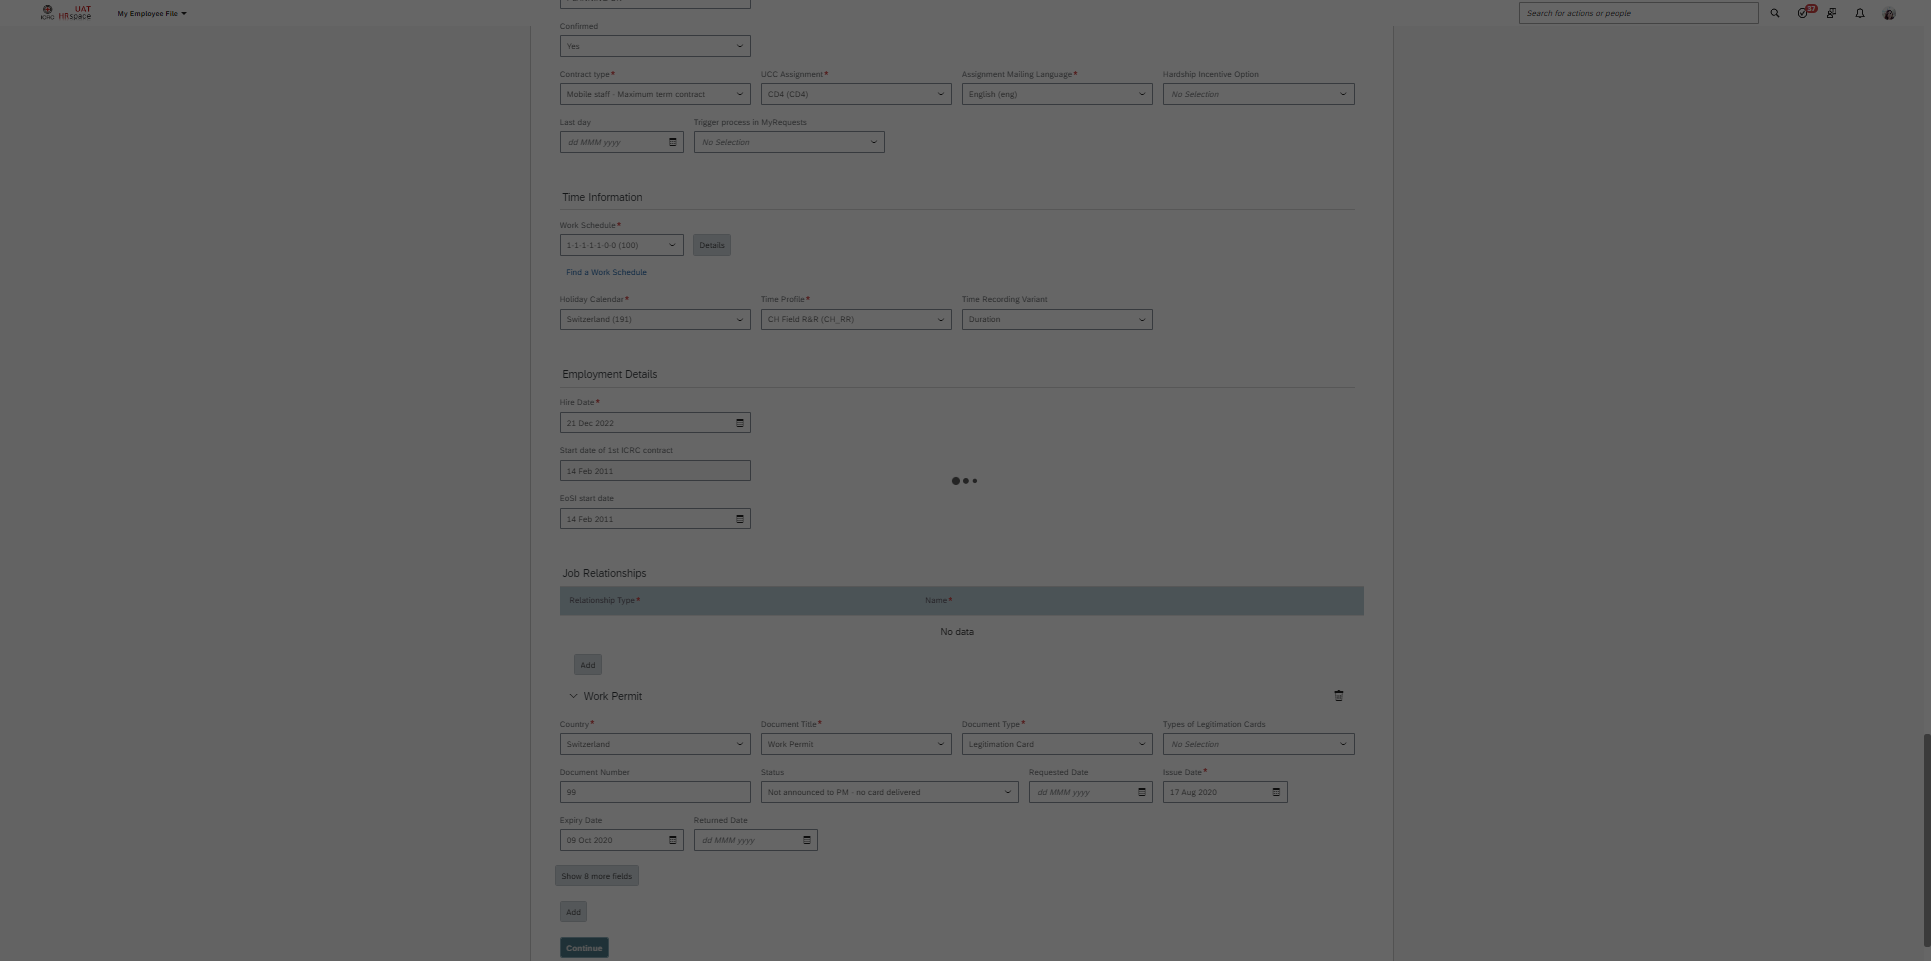 ICRC
UAT
HRspace
My Employee File
Search for actions or people
37
Confirmed
Yes
Contract type* UCC Assignment* Assignment Mailing Language* Hardship Incentive Option
Mobile staff - Maximum term contract CD4 (CD4) English (eng) No Selection
Last day Trigger process in MyRequests
dd MMM yyyy No Selection
Time Information
Work Schedule*
1-1-1-1-1-0-0 (100) Details
Find a Work Schedule
Holiday Calendar* Time Profile* Time Recording Variant
Switzerland (191) CH Field R&R (CH_RR) Duration
Employment Details
Hire Date*
21 Dec 2022
Start date of 1st ICRC contract
14 Feb 2011
EoSI start date
14 Feb 2011
Job Relationships
Relationship Type* Name*
No data
Add
Work Permit
Country* Document Title* Document Type* Types of Legitimation Cards
Switzerland Work Permit Legitimation Card No Selection
Document Number Status Requested Date Issue Date*
99 Not announced to PM - no card delivered dd MMM yyyy 17 Aug 2020
Expiry Date Returned Date
09 Oct 2020 dd MMM yyyy
Show 8 more fields
Add
Continue